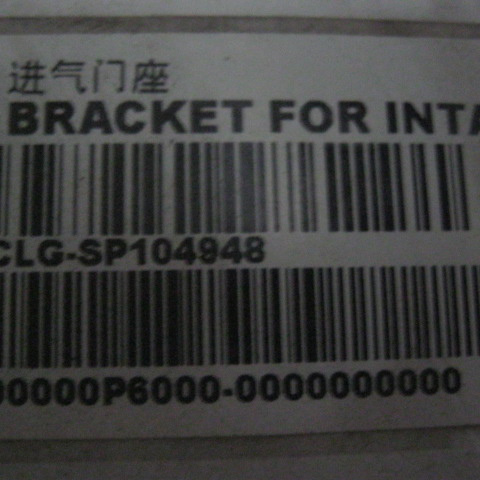 进气门座
BRACKET FOR INTA
CLG-SP104948
00000P6000-0000000000